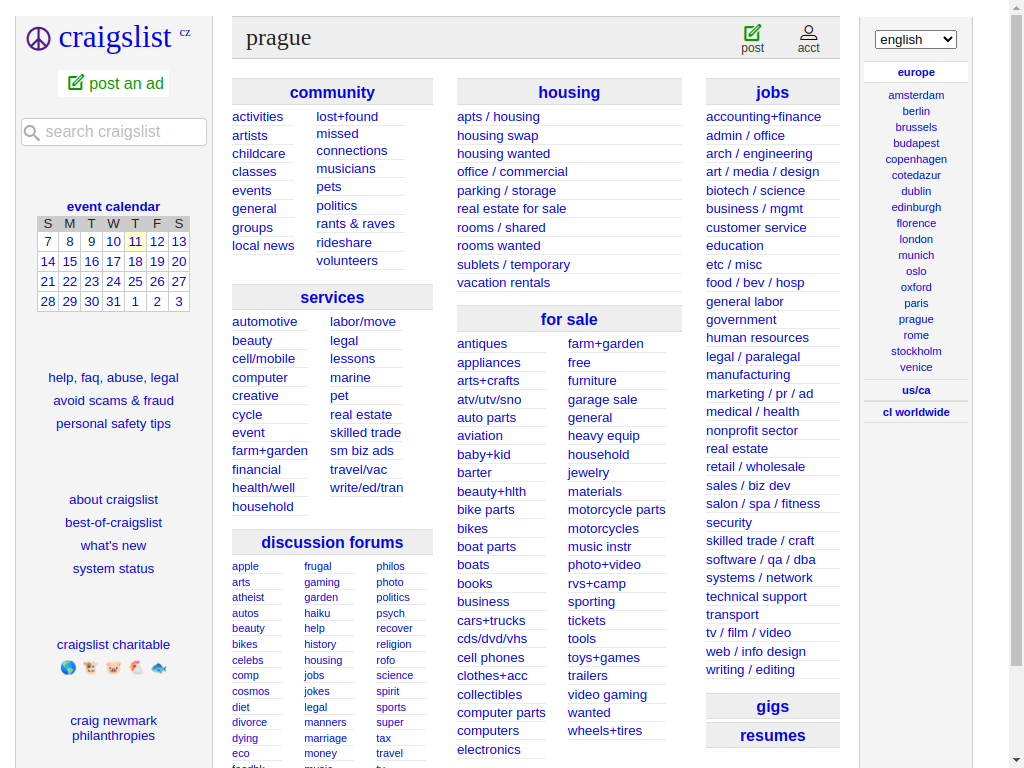 craigslist cz
post an ad
search craigslist
event calendar
S M T W T F S
7 8 9 10 11 12 13
14 15 16 17 18 19 20
21 22 23 24 25 26 27
28 29 30 31 1 2 3
help, faq, abuse, legal
avoid scams & fraud
personal safety tips
about craigslist
best-of-craigslist
what's new
system status
craigslist charitable
craig newmark
philanthropies
prague
post
acct
community
activities
artists
childcare
classes
events
general
groups
local news
lost+found
missed
connections
musicians
pets
politics
rants & raves
rideshare
volunteers
services
automotive
beauty
cell/mobile
computer
creative
cycle
event
farm+garden
financial
health/well
household
labor/move
legal
lessons
marine
pet
real estate
skilled trade
sm biz ads
travel/vac
write/ed/tran
discussion forums
apple
arts
atheist
autos
beauty
bikes
celebs
comp
cosmos
diet
divorce
dying
eco
feedbk
frugal
gaming
garden
haiku
help
history
housing
jobs
jokes
legal
manners
marriage
money
music
philos
photo
politics
psych
recover
religion
rofo
science
spirit
sports
super
tax
travel
tv
housing
apts / housing
housing swap
housing wanted
office / commercial
parking / storage
real estate for sale
rooms / shared
rooms wanted
sublets / temporary
vacation rentals
for sale
antiques
appliances
arts+crafts
atv/utv/sno
auto parts
aviation
baby+kid
barter
beauty+hlth
bike parts
bikes
boat parts
boats
books
business
cars+trucks
cds/dvd/vhs
cell phones
clothes+acc
collectibles
computer parts
computers
electronics
farm+garden
free
furniture
garage sale
general
heavy equip
household
jewelry
materials
motorcycle parts
motorcycles
music instr
photo+video
rvs+camp
sporting
tickets
tools
toys+games
trailers
video gaming
wanted
wheels+tires
jobs
accounting+finance
admin / office
arch / engineering
art / media / design
biotech / science
business / mgmt
customer service
education
etc / misc
food / bev / hosp
general labor
government
human resources
legal / paralegal
manufacturing
marketing / pr / ad
medical / health
nonprofit sector
real estate
retail / wholesale
sales / biz dev
salon / spa / fitness
security
skilled trade / craft
software / qa / dba
systems / network
technical support
transport
tv / film / video
web / info design
writing / editing
gigs
resumes
english
europe
amsterdam
berlin
brussels
budapest
copenhagen
cotedazur
dublin
edinburgh
florence
london
munich
oslo
oxford
paris
prague
rome
stockholm
venice
us/ca
cl worldwide